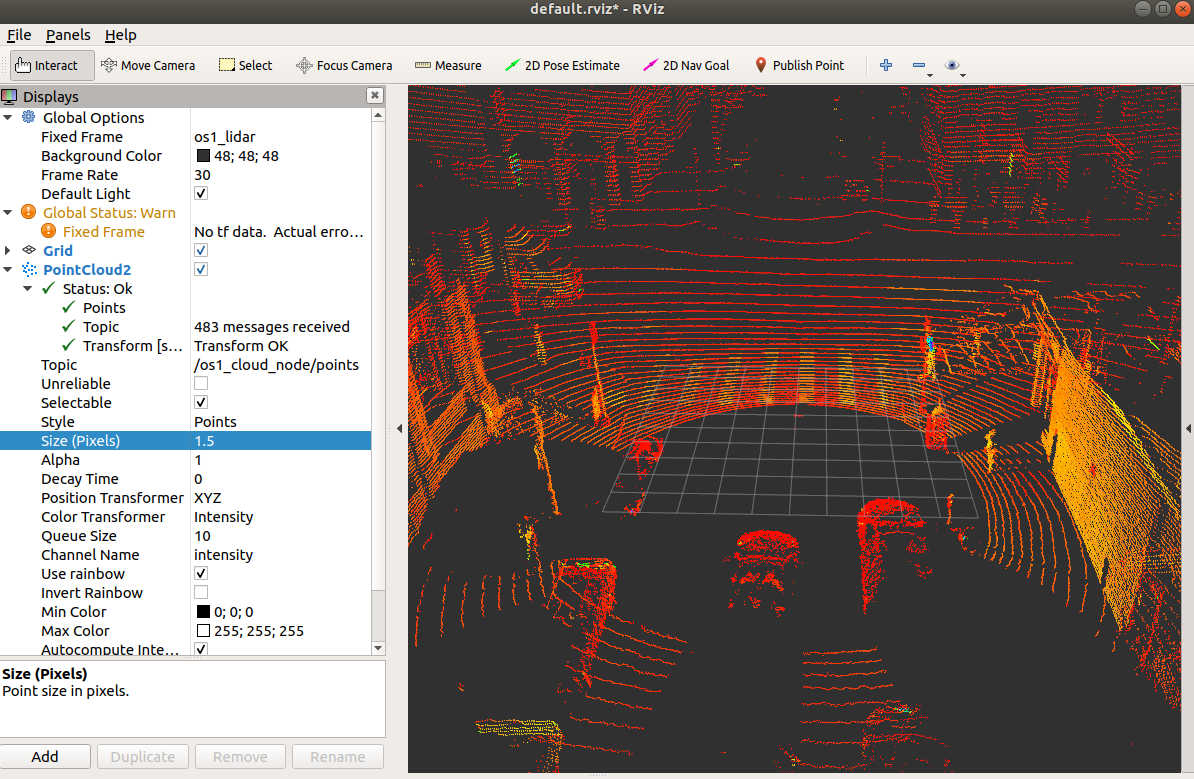 default.rviz* - RViz
File Panels Help
Interact Move Camera Select Focus Camera Measure 2D Pose Estimate 2D Nav Goal Publish Point
Displays
Global Options
Fixed Frame os1_lidar
Background Color 48; 48; 48
Frame Rate 30
Default Light
Global Status: Warn
Fixed Frame No tf data. Actual erro...
Grid
PointCloud2
Status: Ok
Points
Topic 483 messages received
Transform [s... Transform OK
Topic /os1_cloud_node/points
Unreliable
Selectable
Style Points
Size (Pixels) 1.5
Alpha 1
Decay Time 0
Position Transformer XYZ
Color Transformer Intensity
Queue Size 10
Channel Name intensity
Use rainbow
Invert Rainbow
Min Color 0; 0; 0
Max Color 255; 255; 255
Autocompute Inte...
Size (Pixels)
Point size in pixels.
Add Duplicate Remove Rename